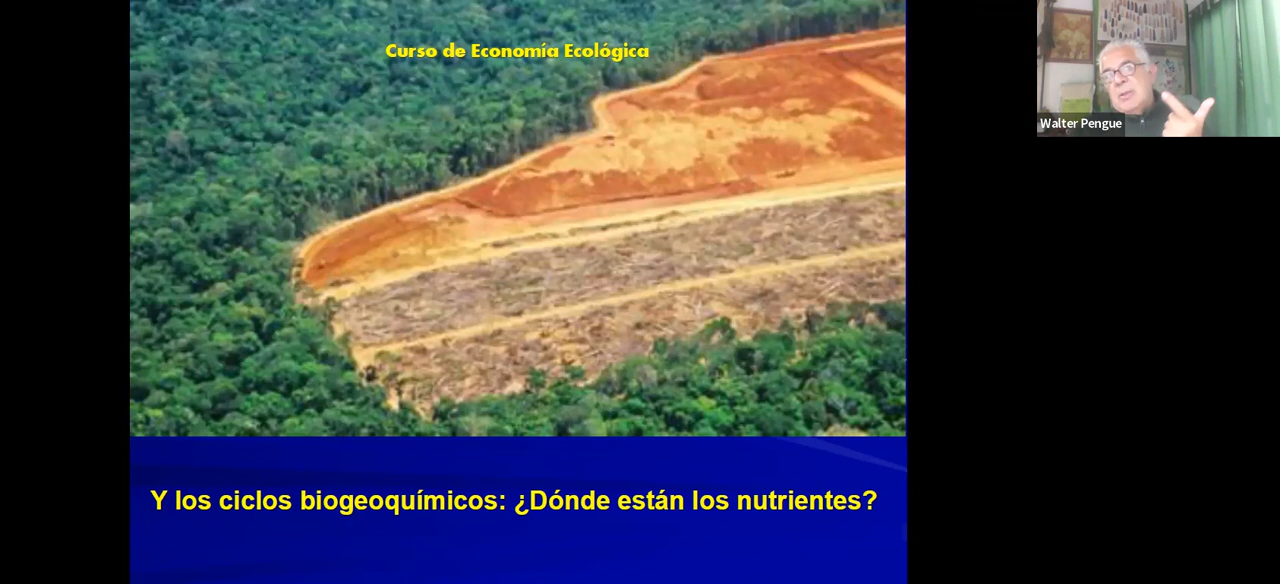 Curso de Economía Ecológica
Walter Pengue
Y los ciclos biogeoquímicos: ¿Dónde están los nutrientes?